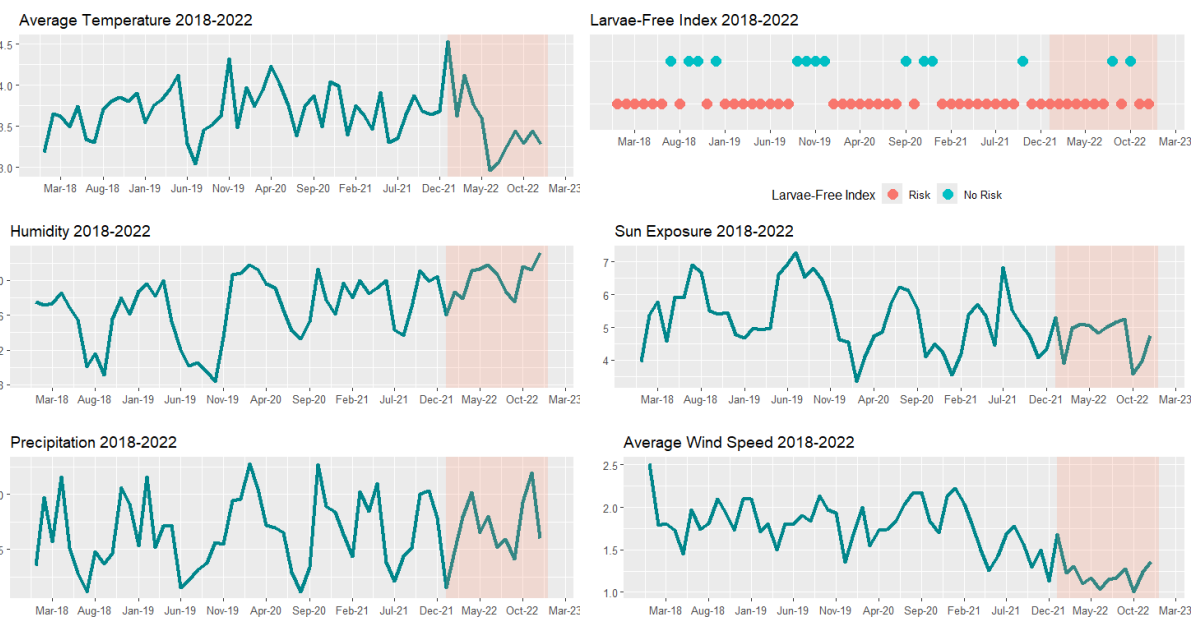 Average Temperature 2018-2022
4.5
4.0
3.5
3.0
Mar-18 Aug-18 Jan-19 Jun-19 Nov-19 Apr-20 Sep-20 Feb-21 Jul-21 Dec-21 May-22 Oct-22 Mar-23
Larvae-Free Index 2018-2022
Mar-18 Aug-18 Jan-19 Jun-19 Nov-19 Apr-20 Sep-20 Feb-21 Jul-21 Dec-21 May-22 Oct-22 Mar-23
Larvae-Free Index Risk No Risk
Humidity 2018-2022
0
6
2
8
Mar-18 Aug-18 Jan-19 Jun-19 Nov-19 Apr-20 Sep-20 Feb-21 Jul-21 Dec-21 May-22 Oct-22 Mar-23
Sun Exposure 2018-2022
7
6
5
4
Mar-18 Aug-18 Jan-19 Jun-19 Nov-19 Apr-20 Sep-20 Feb-21 Jul-21 Dec-21 May-22 Oct-22 Mar-23
Precipitation 2018-2022
0
5
Mar-18 Aug-18 Jan-19 Jun-19 Nov-19 Apr-20 Sep-20 Feb-21 Jul-21 Dec-21 May-22 Oct-22 Mar-23
Average Wind Speed 2018-2022
2.5
2.0
1.5
1.0
Mar-18 Aug-18 Jan-19 Jun-19 Nov-19 Apr-20 Sep-20 Feb-21 Jul-21 Dec-21 May-22 Oct-22 Mar-23